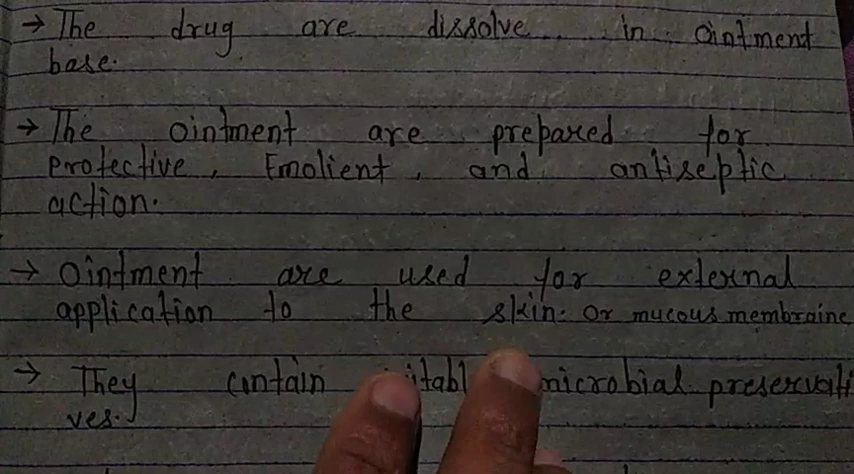 → The drug are dissolve in ointment
base.
→ The ointment are prepared for
Protective, Emolient, and antiseptic
action.
→ Ointment are used for external
application to the skin. or mucous membraine
→ They contain microbial preservati
ves.